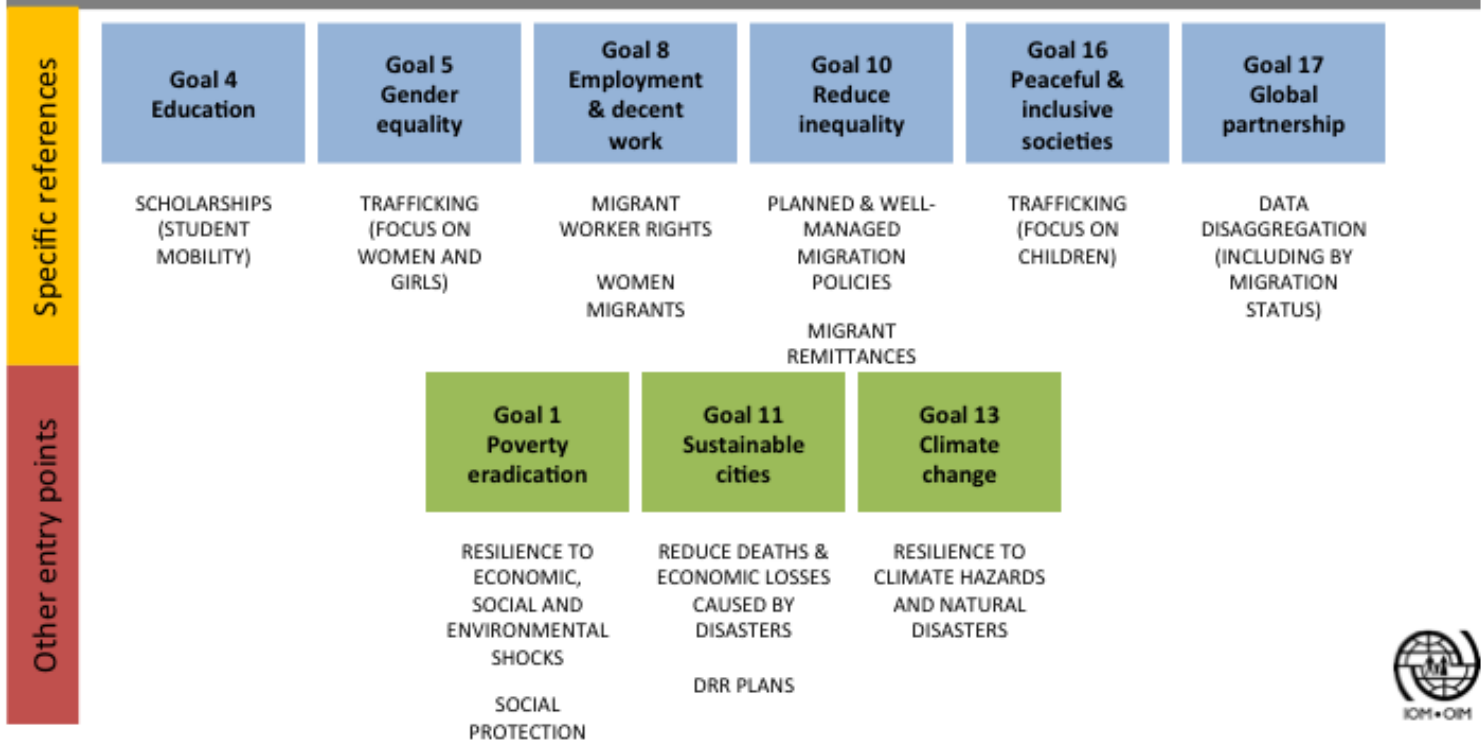 Specific references
Goal 4
Education
SCHOLARSHIPS
(STUDENT
MOBILITY)
Goal 5
Gender
equality
TRAFFICKING
(FOCUS ON
WOMEN AND
GIRLS)
Goal 8
Employment
& decent
work
MIGRANT
WORKER RIGHTS
WOMEN
MIGRANTS
Goal 10
Reduce
inequality
PLANNED & WELL-
MANAGED
MIGRATION
POLICIES
MIGRANT
REMITTANCES
Goal 16
Peaceful &
inclusive
societies
TRAFFICKING
(FOCUS ON
CHILDREN)
Goal 17
Global
partnership
DATA
DISAGGREGATION
(INCLUDING BY
MIGRATION
STATUS)
Other entry points
Goal 1
Poverty
eradication
RESILIENCE TO
ECONOMIC,
SOCIAL AND
ENVIRONMENTAL
SHOCKS
SOCIAL
PROTECTION
Goal 11
Sustainable
cities
REDUCE DEATHS &
ECONOMIC LOSSES
CAUSED BY
DISASTERS
DRR PLANS
Goal 13
Climate
change
RESILIENCE TO
CLIMATE HAZARDS
AND NATURAL
DISASTERS
IOM•OIM